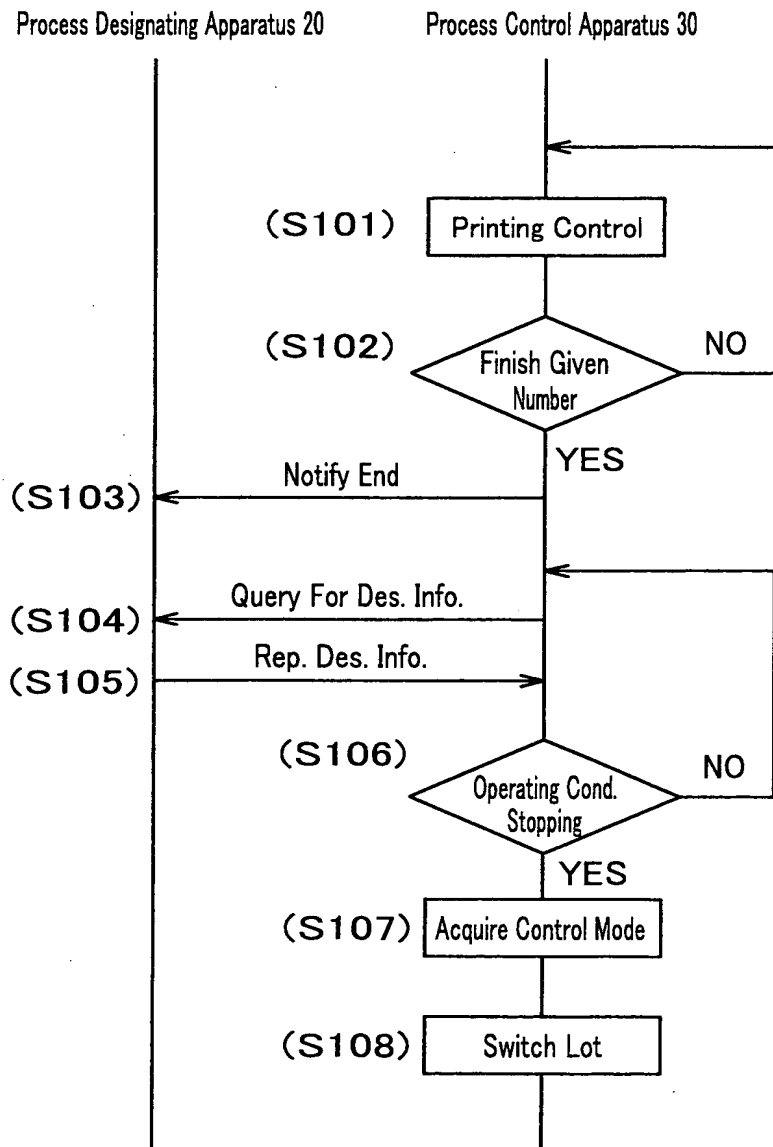 Process Designating Apparatus 20
Process Control Apparatus 30
(S101)
Printing Control
(S102)
Finish Given
Number
NO
YES
Notify End
(S103)
Query For Des. Info.
(S104)
Rep. Des. Info.
(S105)
(S106)
Operating Cond.
Stopping
NO
YES
(S107)
Acquire Control Mode
(S108)
Switch Lot